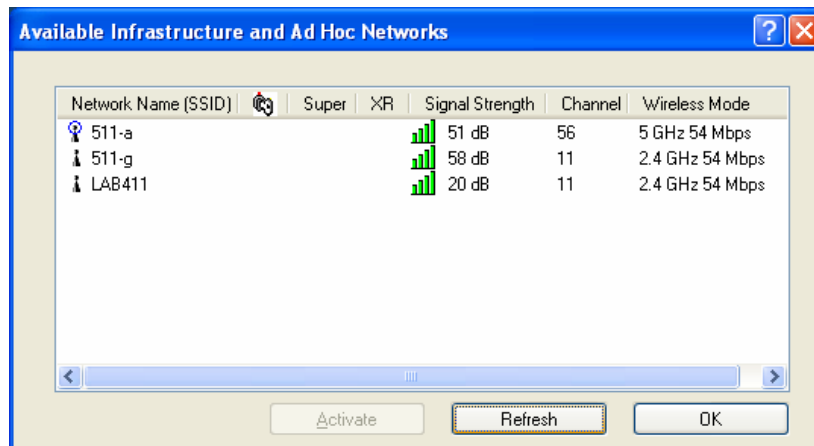 Available Infrastructure and Ad Hoc Networks
Network Name (SSID) Super XR Signal Strength Channel Wireless Mode
511-a 51 dB 56 5 GHz 54 Mbps
511-g 58 dB 11 2.4 GHz 54 Mbps
LAB411 20 dB 11 2.4 GHz 54 Mbps
Activate Refresh OK